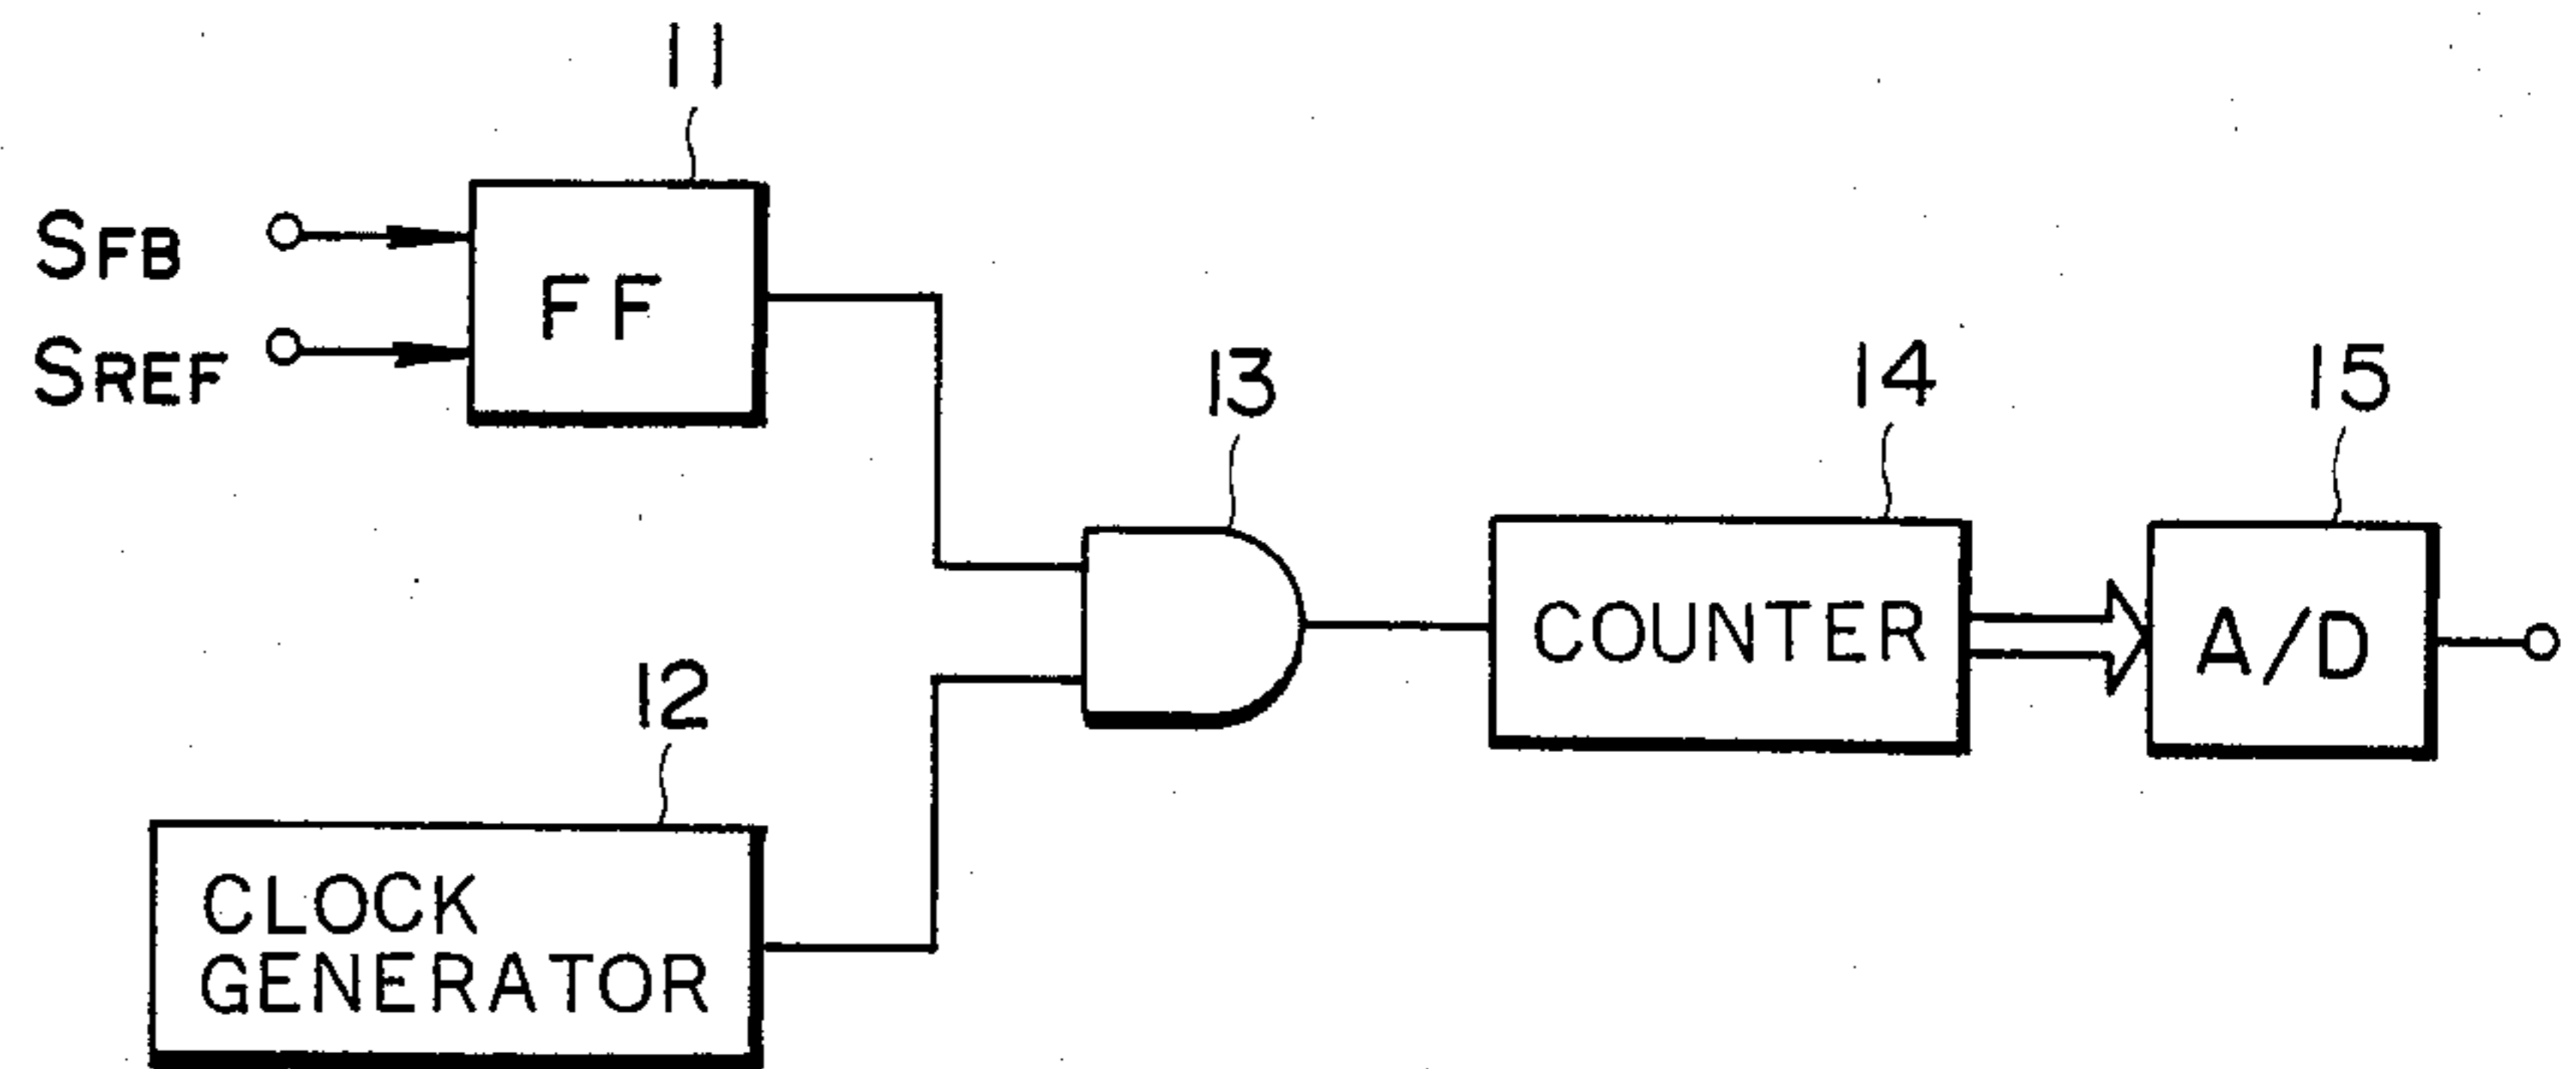 11
SFB
FF
SREF
13
14
15
COUNTER
A/D
12
CLOCK
GENERATOR